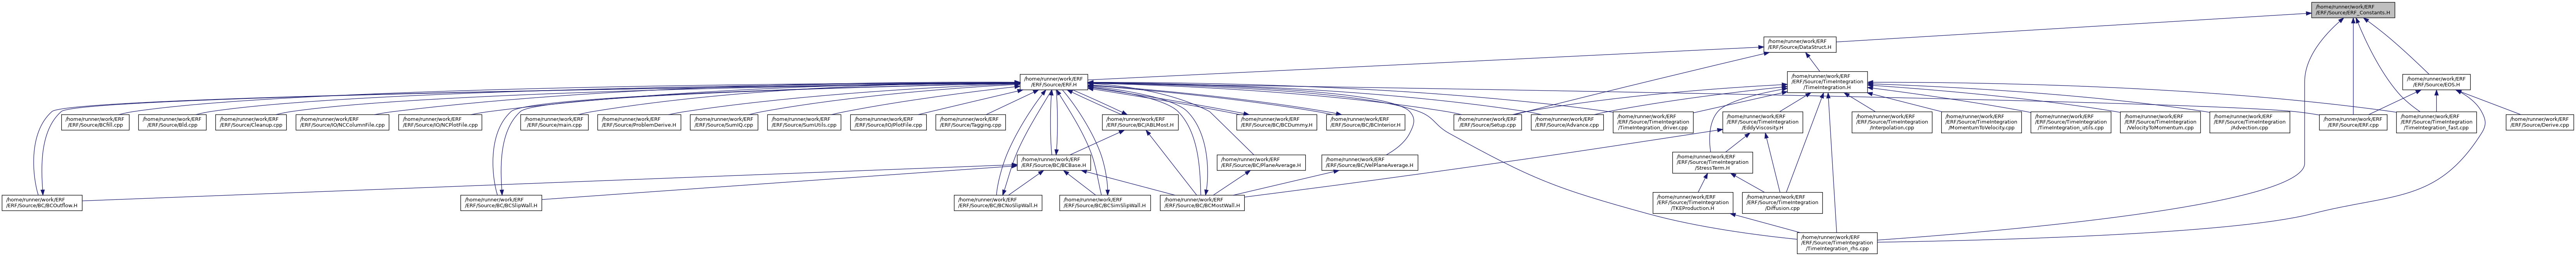 /home/runner/work/ERF
/ERF/Source/ERF_Constants.H
/home/runner/work/ERF
/ERF/Source/DataStruct.H
/home/runner/work/ERF
/ERF/Source/ERF.H
/home/runner/work/ERF
/ERF/Source/TimeIntegration
/TimeIntegration.H
/home/runner/work/ERF
/ERF/Source/EOS.H
/home/runner/work/ERF
/ERF/Source/BCfill.cpp
/home/runner/work/ERF
/ERF/Source/Bld.cpp
/home/runner/work/ERF
/ERF/Source/Cleanup.cpp
/home/runner/work/ERF
/ERF/Source/IO/NCColumnFile.cpp
/home/runner/work/ERF
/ERF/Source/IO/NCPlotFile.cpp
/home/runner/work/ERF
/ERF/Source/main.cpp
/home/runner/work/ERF
/ERF/Source/ProblemDerive.H
/home/runner/work/ERF
/ERF/Source/SumIQ.cpp
/home/runner/work/ERF
/ERF/Source/SumUtils.cpp
/home/runner/work/ERF
/ERF/Source/IO/PlotFile.cpp
/home/runner/work/ERF
/ERF/Source/Tagging.cpp
/home/runner/work/ERF
/ERF/Source/BC/ABLMost.H
/home/runner/work/ERF
/ERF/Source/BC/BCDummy.H
/home/runner/work/ERF
/ERF/Source/BC/BCInterior.H
/home/runner/work/ERF
/ERF/Source/Setup.cpp
/home/runner/work/ERF
/ERF/Source/Advance.cpp
/home/runner/work/ERF
/ERF/Source/TimeIntegration
/TimeIntegration_driver.cpp
/home/runner/work/ERF
/ERF/Source/TimeIntegration
/EddyViscosity.H
/home/runner/work/ERF
/ERF/Source/TimeIntegration
/Interpolation.cpp
/home/runner/work/ERF
/ERF/Source/TimeIntegration
/MomentumToVelocity.cpp
/home/runner/work/ERF
/ERF/Source/TimeIntegration
/TimeIntegration_utils.cpp
/home/runner/work/ERF
/ERF/Source/TimeIntegration
/VelocityToMomentum.cpp
/home/runner/work/ERF
/ERF/Source/TimeIntegration
/Advection.cpp
/home/runner/work/ERF
/ERF/Source/ERF.cpp
/home/runner/work/ERF
/ERF/Source/TimeIntegration
/TimeIntegration_fast.cpp
/home/runner/work/ERF
/ERF/Source/Derive.cpp
/home/runner/work/ERF
/ERF/Source/BC/BCBase.H
/home/runner/work/ERF
/ERF/Source/BC/PlaneAverage.H
/home/runner/work/ERF
/ERF/Source/BC/VelPlaneAverage.H
/home/runner/work/ERF
/ERF/Source/TimeIntegration
/StressTerm.H
/home/runner/work/ERF
/ERF/Source/BC/BCOutflow.H
/home/runner/work/ERF
/ERF/Source/BC/BCSlipWall.H
/home/runner/work/ERF
/ERF/Source/BC/BCNoSlipWall.H
/home/runner/work/ERF
/ERF/Source/BC/BCSimSlipWall.H
/home/runner/work/ERF
/ERF/Source/BC/BCMostWall.H
/home/runner/work/ERF
/ERF/Source/TimeIntegration
/TKEProduction.H
/home/runner/work/ERF
/ERF/Source/TimeIntegration
/Diffusion.cpp
/home/runner/work/ERF
/ERF/Source/TimeIntegration
/TimeIntegration_rhs.cpp